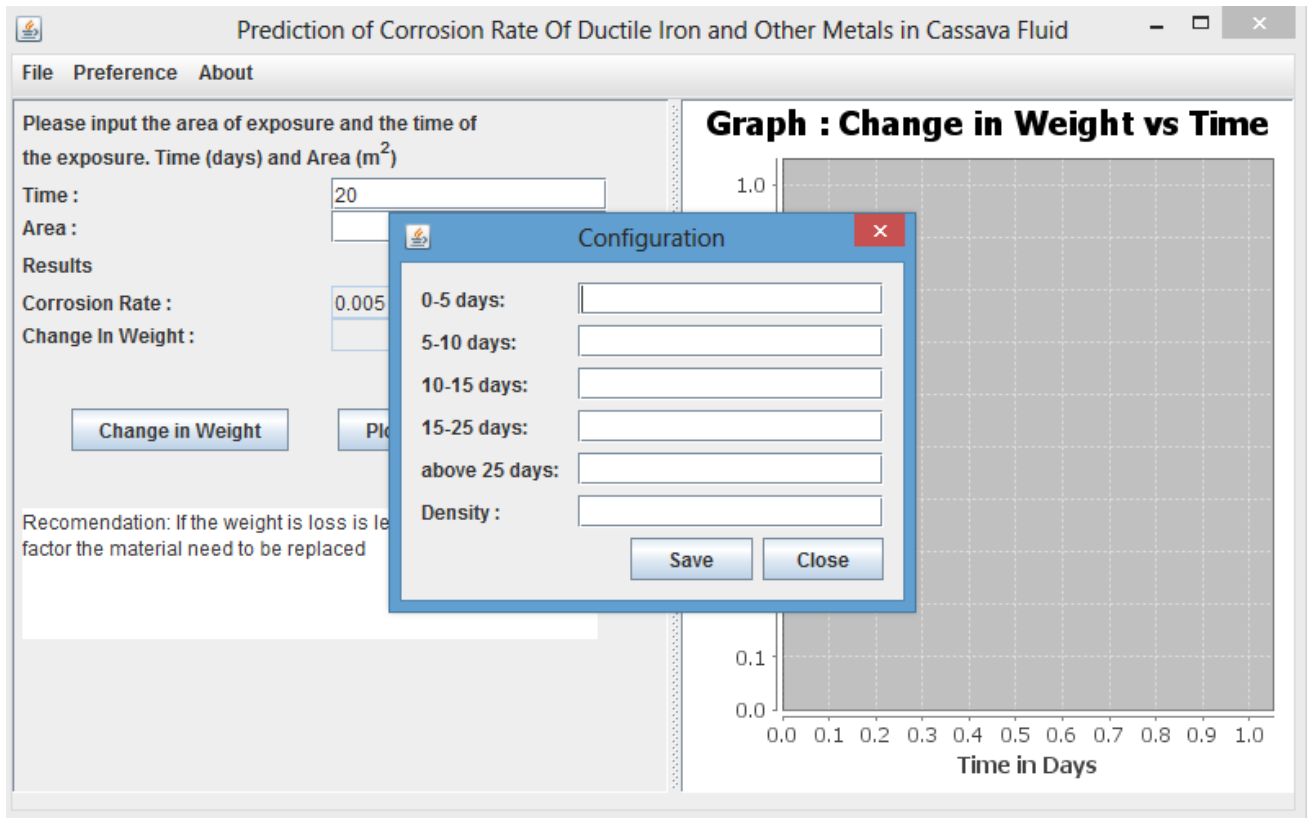 Prediction of Corrosion Rate Of Ductile Iron and Other Metals in Cassava Fluid
File Preference About
Please input the area of exposure and the time of
the exposure. Time (days) and Area (m²)
Time : 20
Area :
Results
Corrosion Rate : 0.005
Change In Weight :
Change in Weight
Recomendation: If the weight is loss is
factor the material need to be replaced
Configuration
0-5 days:
5-10 days:
10-15 days:
15-25 days:
above 25 days:
Density :
Save Close
Graph : Change in Weight vs Time
1.0
0.1
0.0
0.0 0.1 0.2 0.3 0.4 0.5 0.6 0.7 0.8 0.9 1.0
Time in Days